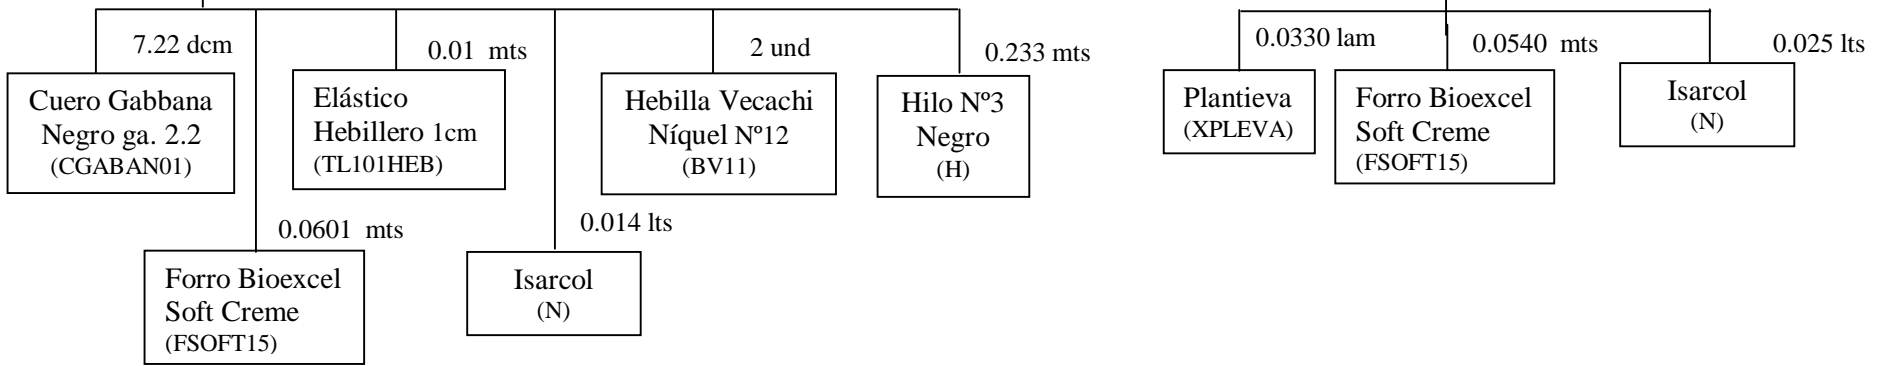 7.22 dcm
Cuero Gabbana
Negro ga. 2.2
(CGABAN01)
0.0601 mts
Forro Bioexcel
Soft Creme
(FSOFT15)
0.01 mts
Elástico
Hebillero 1cm
(TL101HEB)
0.014 lts
Isarcol
(N)
2 und
Hebilla Vecachi
Níquel Nº12
(BV11)
0.233 mts
Hilo Nº3
Negro
(H)
0.0330 lam
Plantieva
(XPLEVA)
0.0540 mts
Forro Bioexcel
Soft Creme
(FSOFT15)
0.025 lts
Isarcol
(N)